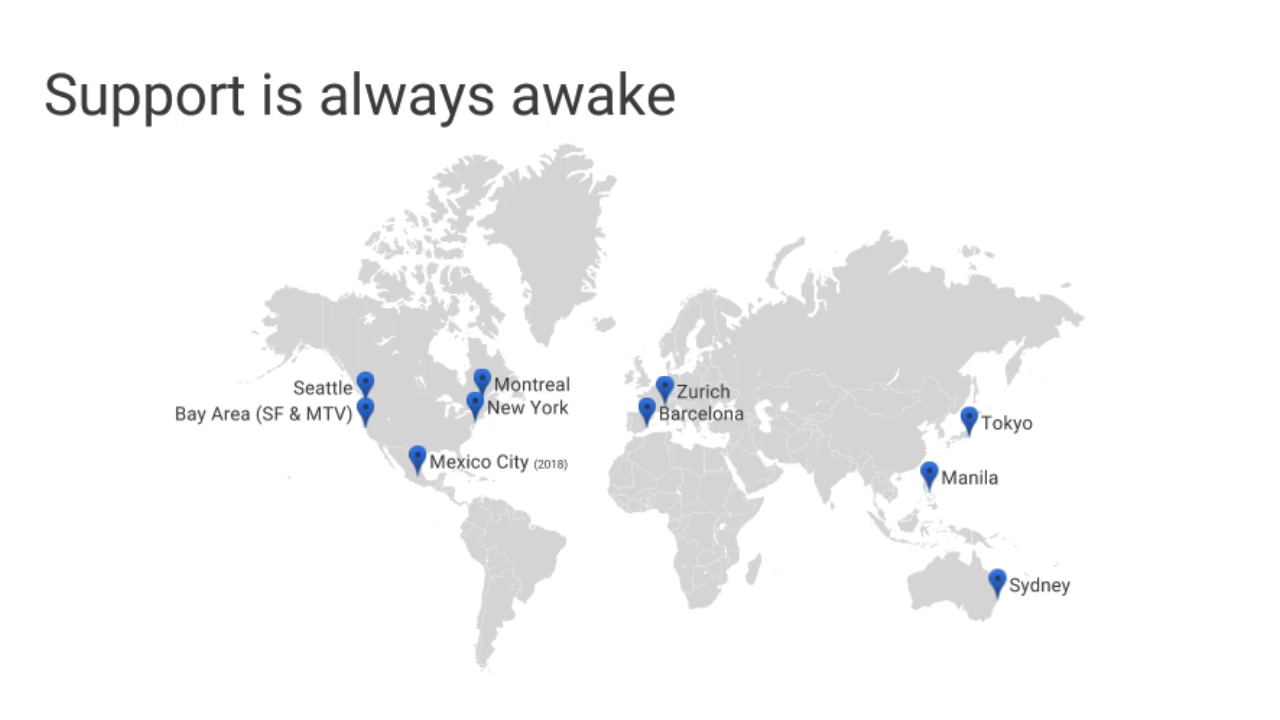 Support is always awake
Seattle
Bay Area (SF & MTV)
Montreal
New York
Mexico City (2018)
Zurich
Barcelona
Tokyo
Manila
Sydney